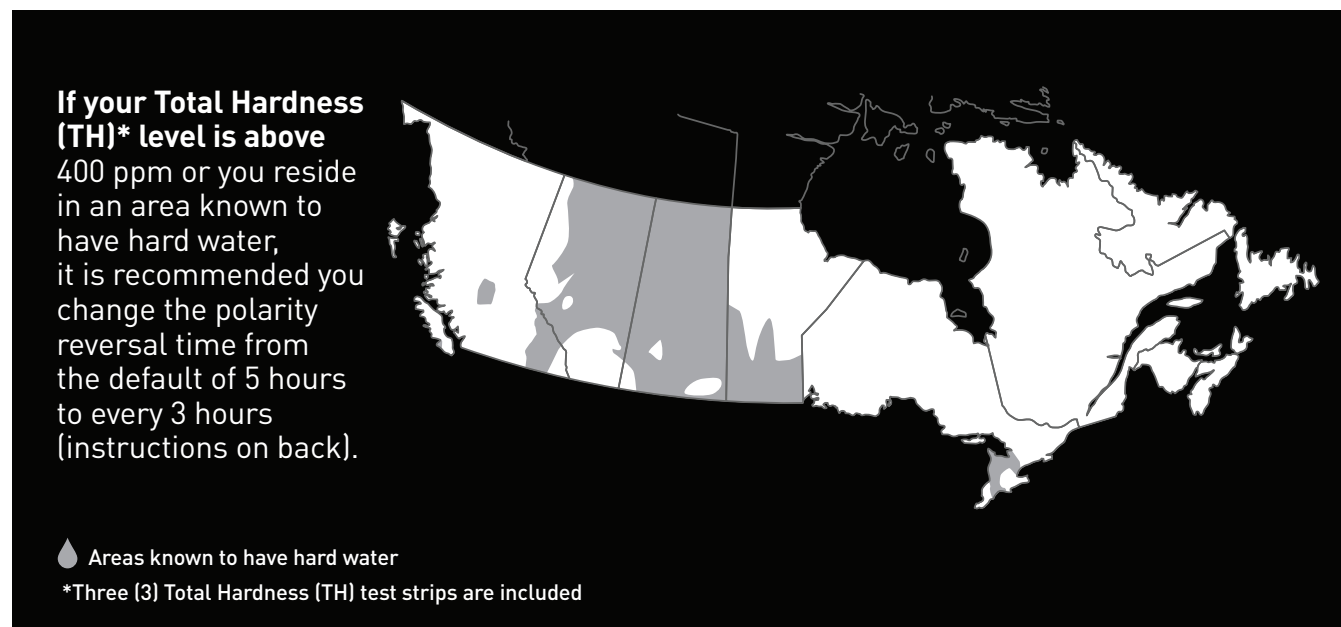 If your Total Hardness
(TH)* level is above
400 ppm or you reside
in an area known to
have hard water,
it is recommended you
change the polarity
reversal time from
the default of 5 hours
to every 3 hours
(instructions on back).
Areas known to have hard water
*Three (3) Total Hardness (TH) test strips are included